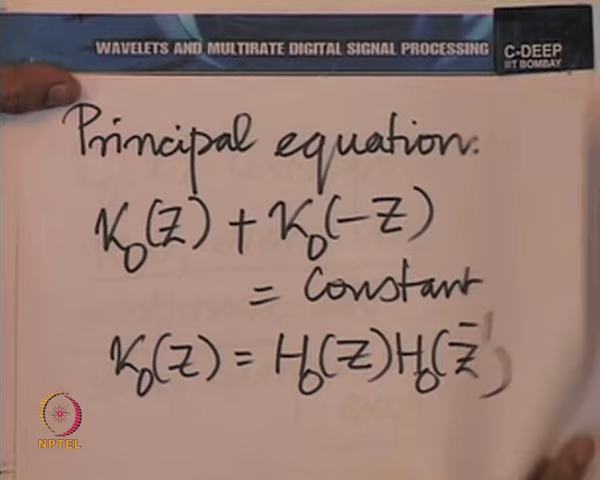 WAVELETS AND MULTIRATE DIGITAL SIGNAL PROCESSING
C-DEEP
IIT BOMBAY
Principal equation:
K₀(Z) + K₀(-Z)
= Constant
K₀(Z) = H₀(Z)H₀(Z⁻¹)
NPTEL